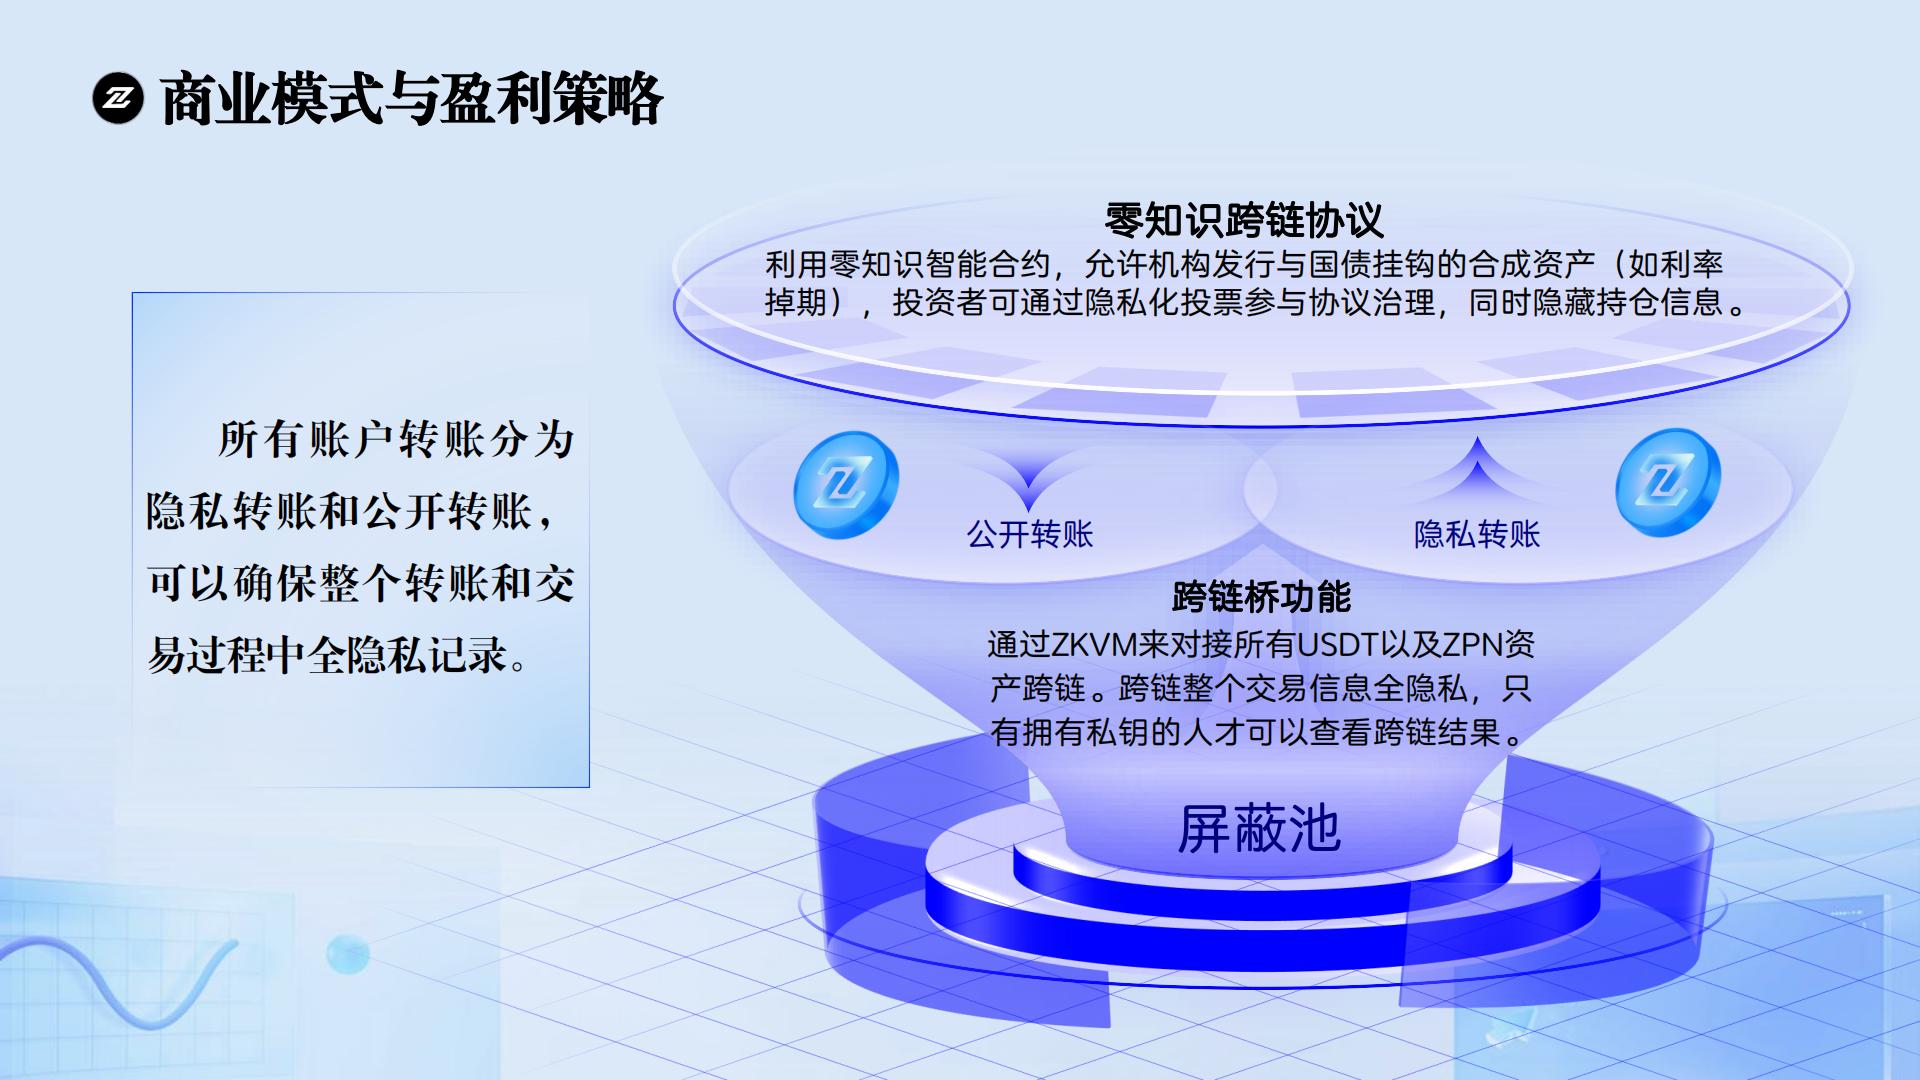 商业模式与盈利策略
所有账户转账分为
隐私转账和公开转账，
可以确保整个转账和交
易过程中全隐私记录。
零知识跨链协议
利用零知识智能合约，允许机构发行与国债挂钩的合成资产（如利率
掉期），投资者可通过隐私化投票参与协议治理，同时隐藏持仓信息。
公开转账
隐私转账
跨链桥功能
通过ZKVM来对接所有USDT以及ZPN资
产跨链。跨链整个交易信息全隐私，只
有拥有私钥的人才可以查看跨链结果。
屏蔽池